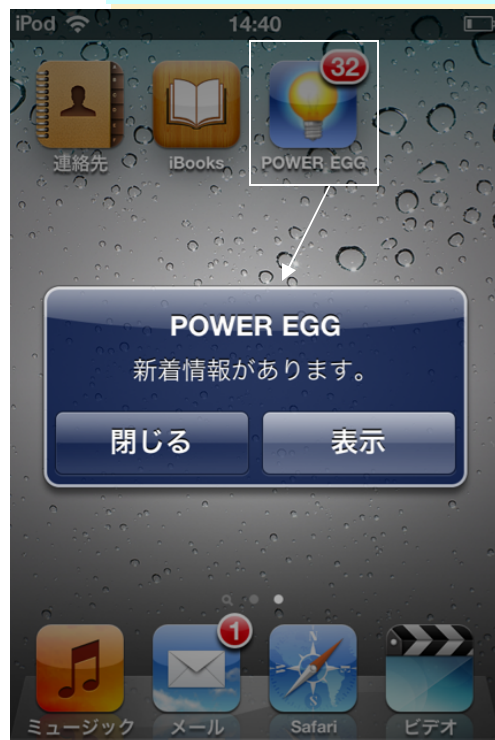 iPod 14:40
32
連絡先 iBooks POWER EGG
POWER EGG
新着情報があります。
閉じる 表示
1
ミュージック メール Safari ビデオ